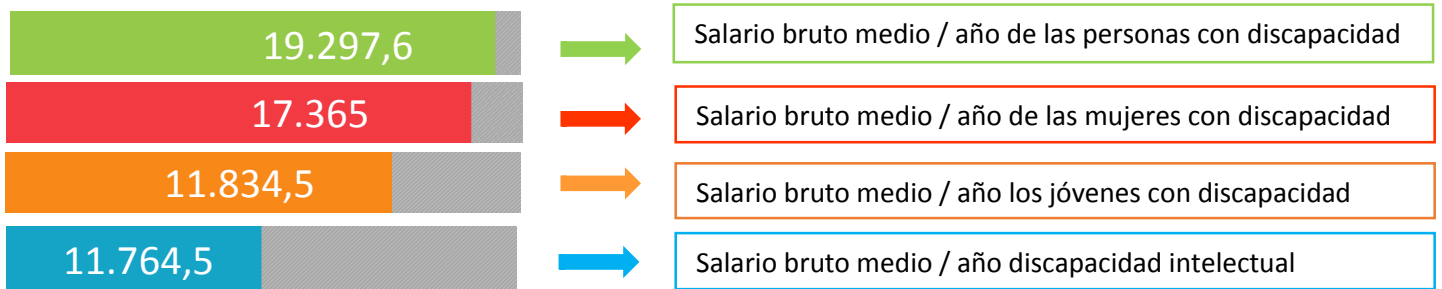 19.297,6
Salario bruto medio / año de las personas con discapacidad
17.365
Salario bruto medio / año de las mujeres con discapacidad
11.834,5
Salario bruto medio / año los jóvenes con discapacidad
11.764,5
Salario bruto medio / año discapacidad intelectual